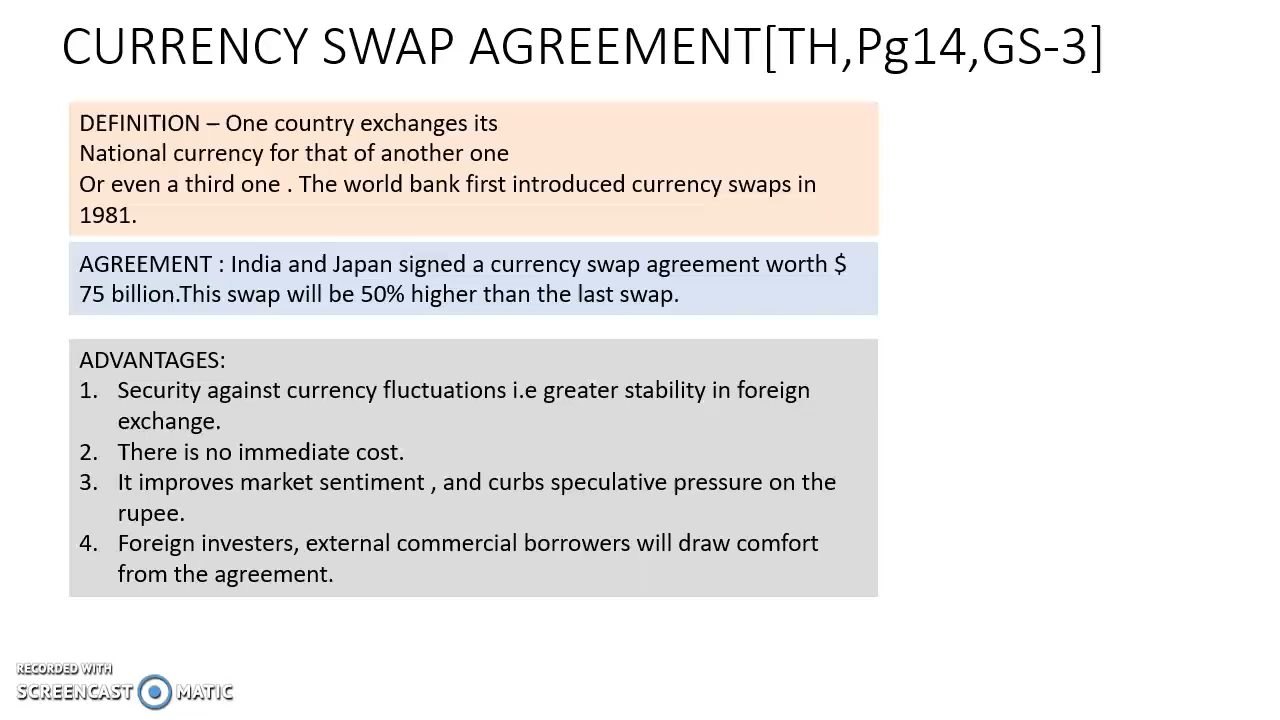 CURRENCY SWAP AGREEMENT[TH,Pg14,GS-3]
DEFINITION – One country exchanges its
National currency for that of another one
Or even a third one . The world bank first introduced currency swaps in
1981.
AGREEMENT : India and Japan signed a currency swap agreement worth $
75 billion.This swap will be 50% higher than the last swap.
ADVANTAGES:
1. Security against currency fluctuations i.e greater stability in foreign
exchange.
2. There is no immediate cost.
3. It improves market sentiment , and curbs speculative pressure on the
rupee.
4. Foreign investers, external commercial borrowers will draw comfort
from the agreement.
RECORDED WITH
SCREENCAST MATIC